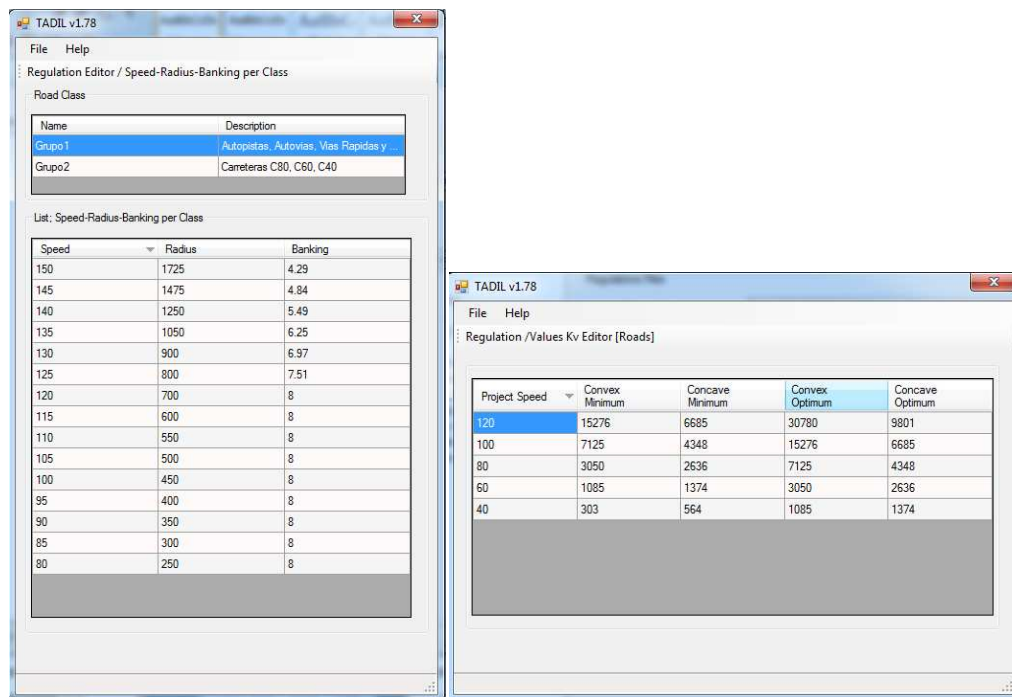 TADIL v1.78
File Help
Regulation Editor / Speed-Radius-Banking per Class
Road Class
Name Description
Grupo1 Autopistas, Autovias, Vias Rapidas y ...
Grupo2 Carreteras C80, C60, C40
List; Speed-Radius-Banking per Class
Speed Radius Banking
150 1725 4.29
145 1475 4.84
140 1250 5.49
135 1050 6.25
130 900 6.97
125 800 7.51
120 700 8
115 600 8
110 550 8
105 500 8
100 450 8
95 400 8
90 350 8
85 300 8
80 250 8
TADIL v1.78
File Help
Regulation /Values Kv Editor [Roads]
Project Speed Convex Minimum Concave Minimum Convex Optimum Concave Optimum
120 15276 6685 30780 9801
100 7125 4348 15276 6685
80 3050 2636 7125 4348
60 1085 1374 3050 2636
40 303 564 1085 1374